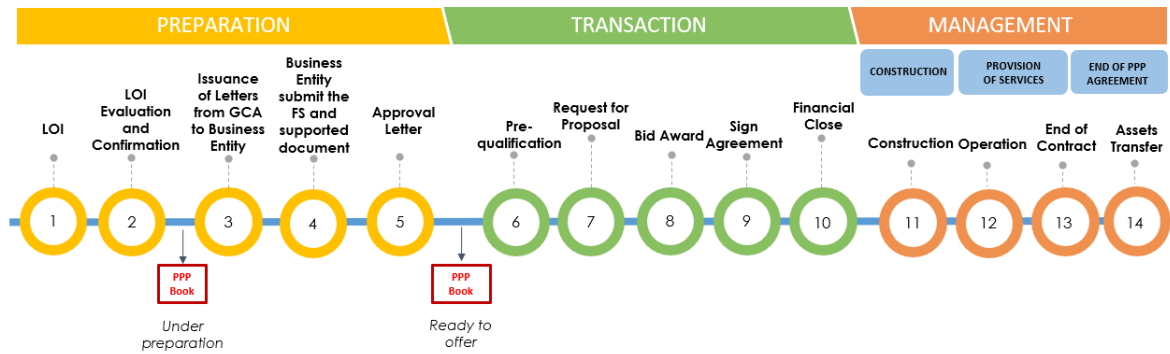 PREPARATION
TRANSACTION
MANAGEMENT
CONSTRUCTION
PROVISION
OF SERVICES
END OF PPP
AGREEMENT
LOI
LOI
Evaluation
and
Confirmation
Issuance
of Letters
from GCA
to Business
Entity
Business
Entity
submit the
FS and
supported
document
Approval
Letter
Pre-
qualification
Request for
Proposal
Bid Award
Sign
Agreement
Financial
Close
Construction
Operation
End of
Contract
Assets
Transfer
1
2
3
4
5
6
7
8
9
10
11
12
13
14
PPP
Book
Under
preparation
PPP
Book
Ready to
offer